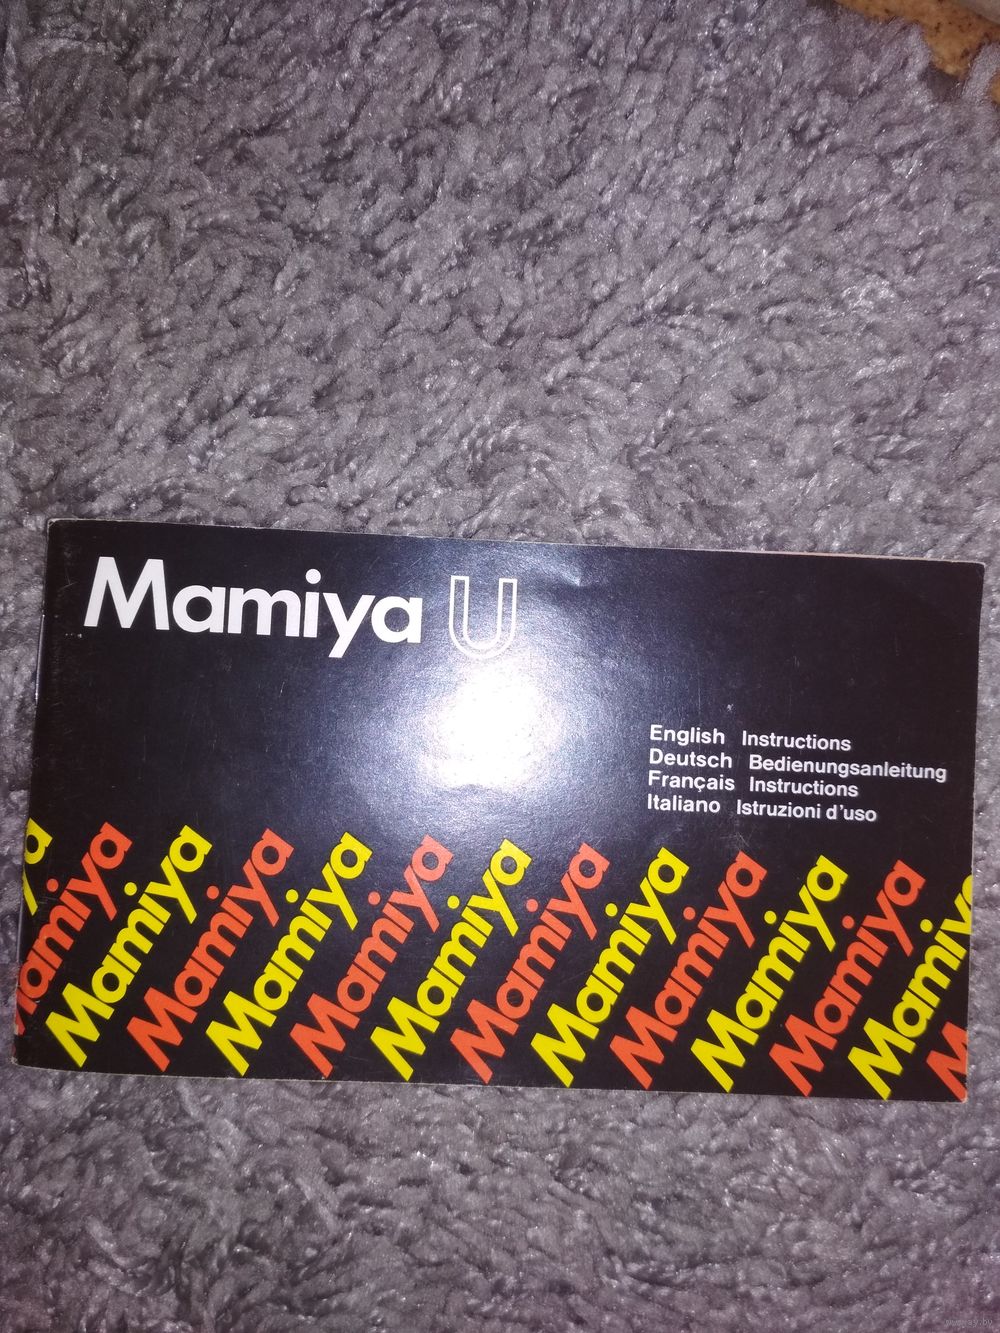 Mamiya U
English Instructions
Deutsch Bedienungsanleitung
Français Instructions
Italiano Istruzioni d'uso
Mamiya Mamiya Mamiya Mamiya Mamiya Mamiya Mamiya Mamiya Mamiya Mamiya Mamiya